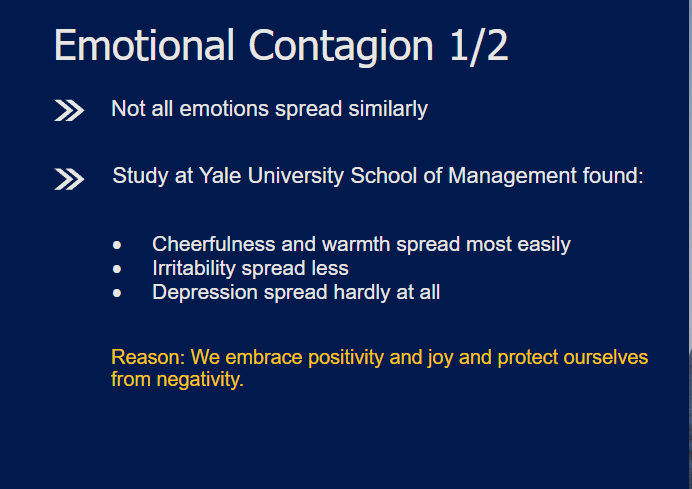 Emotional Contagion 1/2
Not all emotions spread similarly
Study at Yale University School of Management found:
• Cheerfulness and warmth spread most easily
• Irritability spread less
• Depression spread hardly at all
Reason: We embrace positivity and joy and protect ourselves
from negativity.